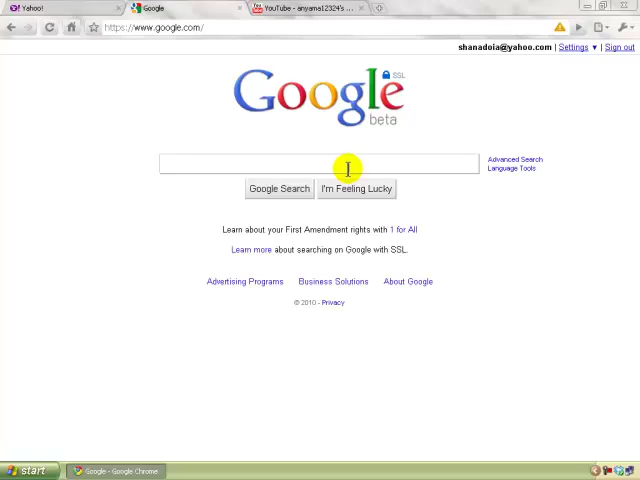 Yahoo!
Google
YouTube - anyama12324's ...
https://www.google.com/
shanadoia@yahoo.com | Settings ▼ | Sign out
Google
SSL
beta
Advanced Search
Language Tools
Google Search
I'm Feeling Lucky
Learn about your First Amendment rights with 1 for All
Learn more about searching on Google with SSL.
Advertising Programs
Business Solutions
About Google
© 2010 - Privacy
start
Google - Google Chrome